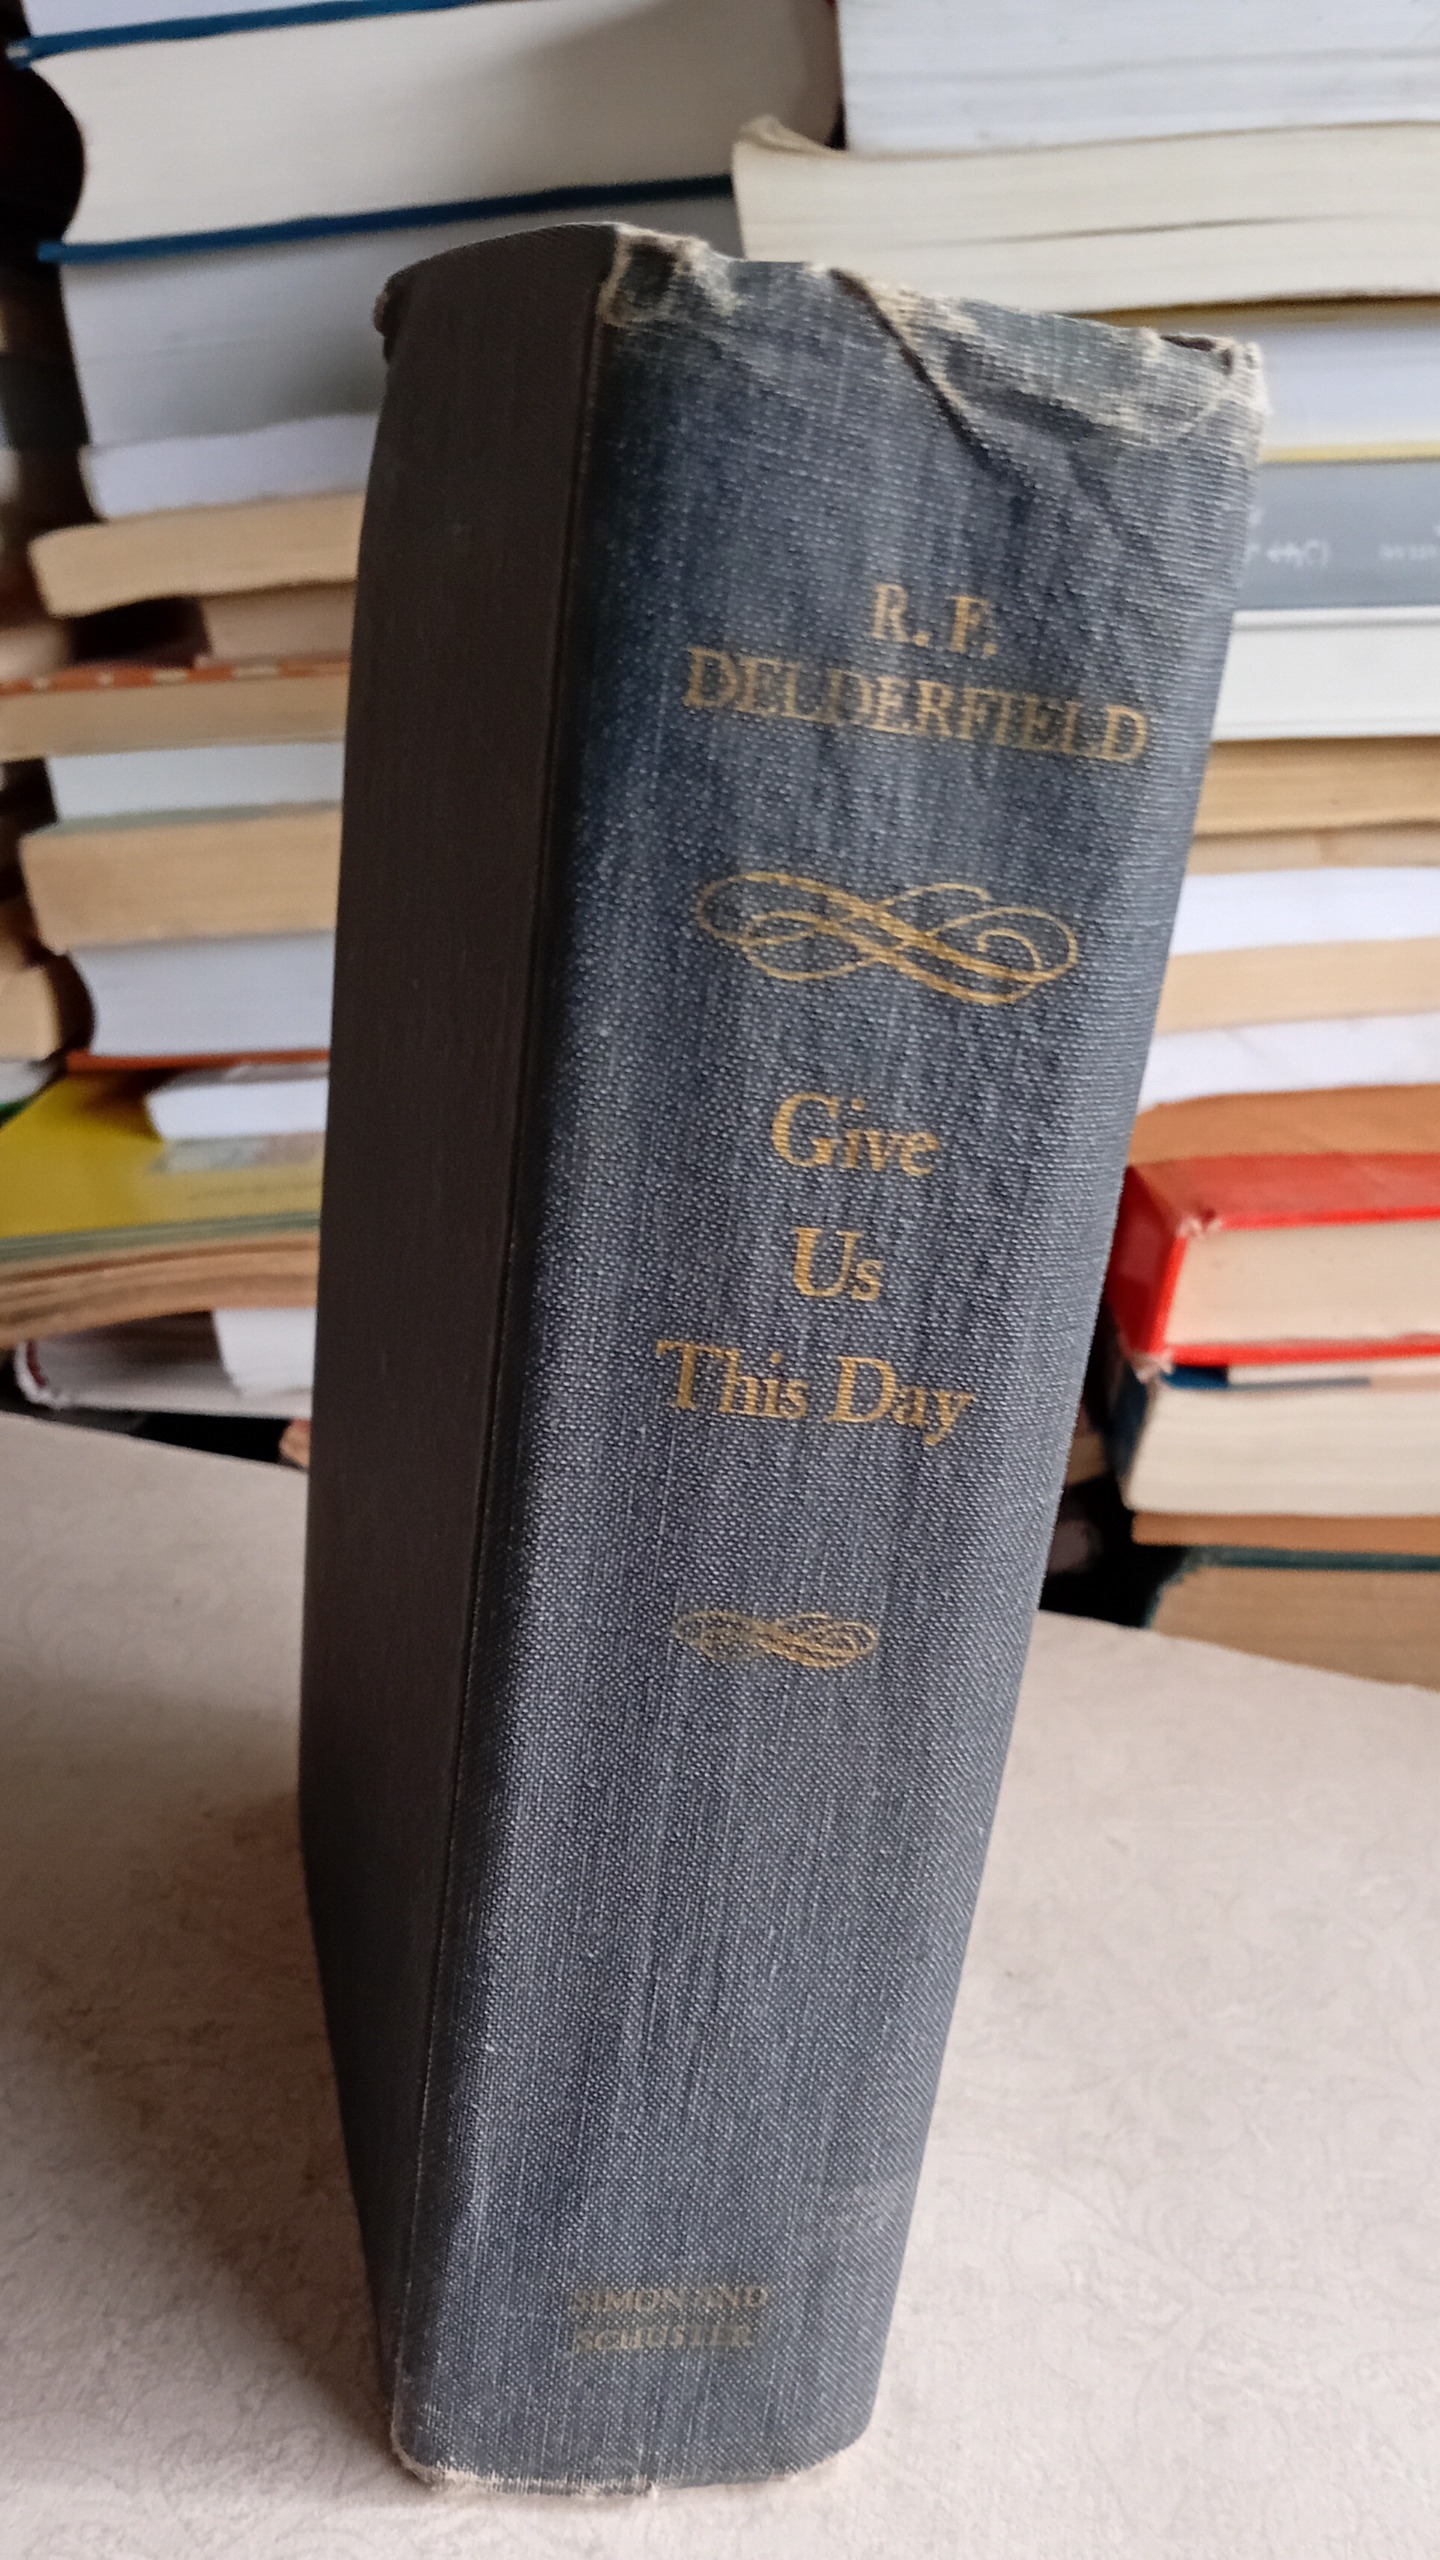 R. F.
DELDERFIELD
Give
Us
This Day
SIMON AND
SCHUSTER